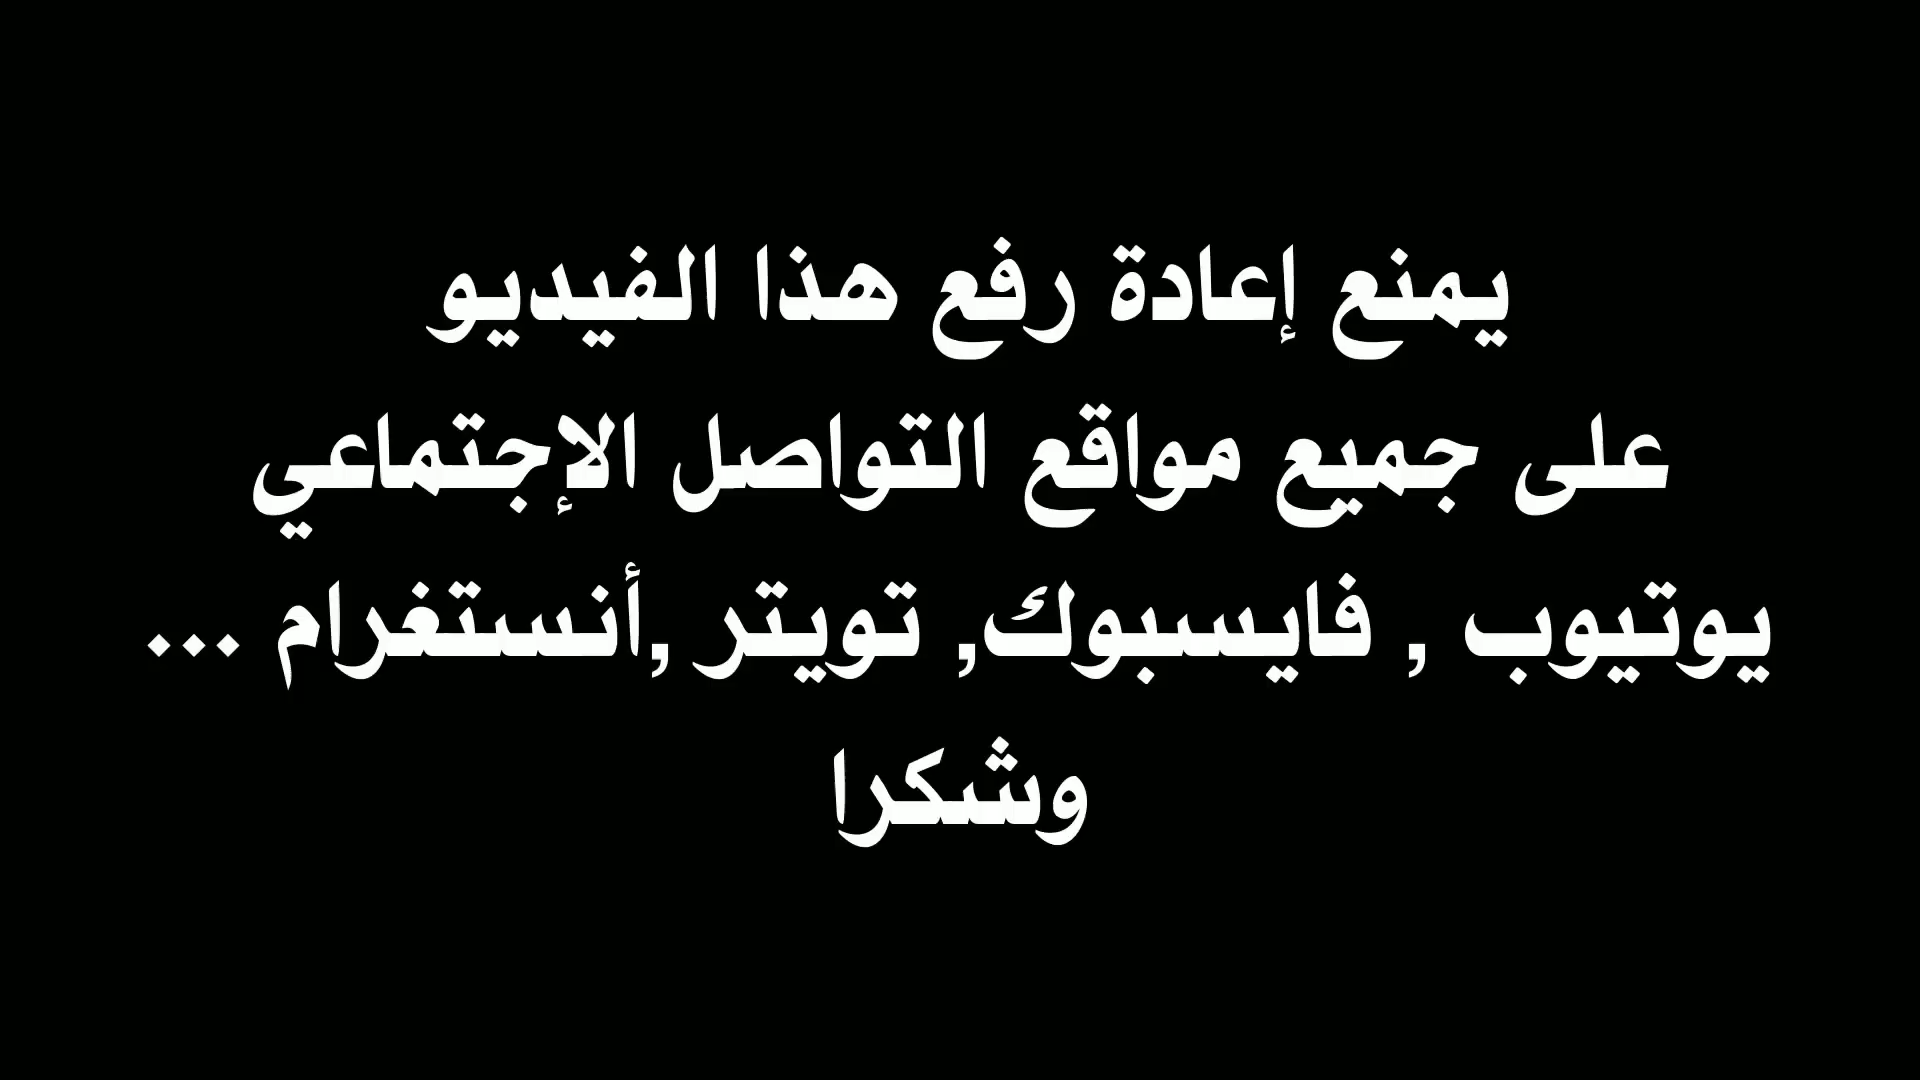 يمنع إعادة رفع هذا الفيديو
على جميع مواقع التواصل الإجتماعي
يوتيوب , فايسبوك, تويتر ,أنستغرام ...
وشكرا